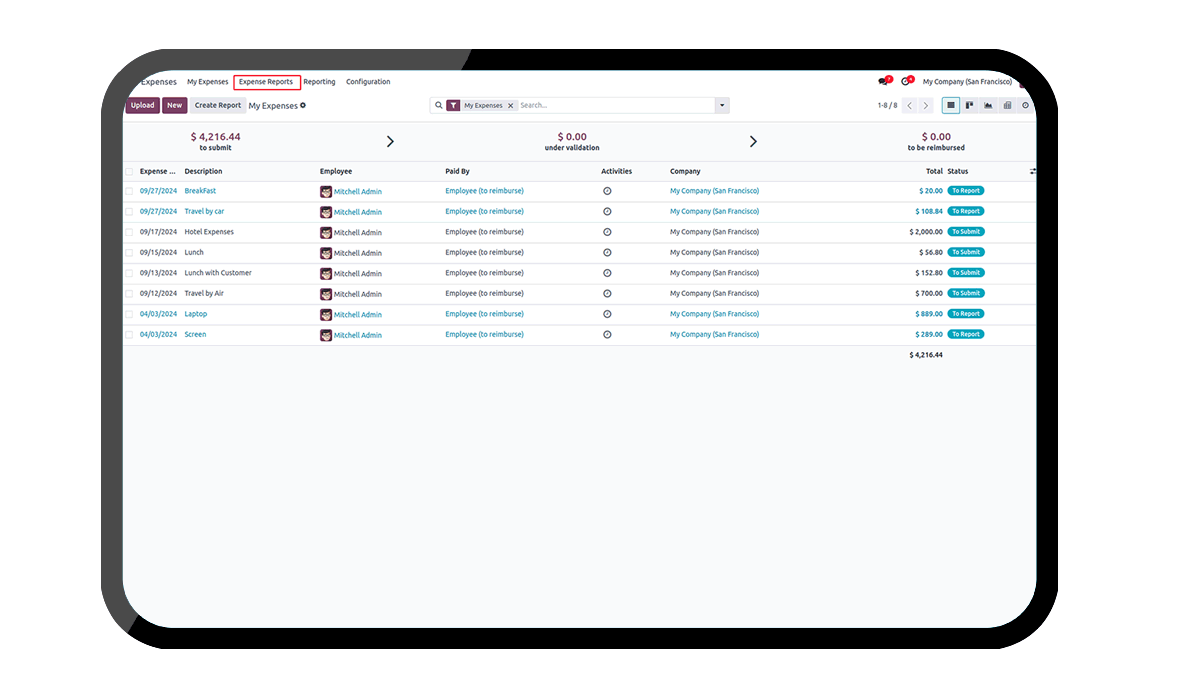 Expenses My Expenses Expense Reports Reporting Configuration 7 4 My Company (San Francisco)
Upload New Create Report My Expenses My Expenses Search... 1-8 / 8
$ 4,216.44 $ 0.00 $ 0.00
to submit under validation to be reimbursed
Expense ... Description Employee Paid By Activities Company Total Status
09/27/2024 BreakFast Mitchell Admin Employee (to reimburse) My Company (San Francisco) $ 20.00 To Report
09/27/2024 Travel by car Mitchell Admin Employee (to reimburse) My Company (San Francisco) $ 108.84 To Report
09/17/2024 Hotel Expenses Mitchell Admin Employee (to reimburse) My Company (San Francisco) $ 2,000.00 To Submit
09/15/2024 Lunch Mitchell Admin Employee (to reimburse) My Company (San Francisco) $ 56.80 To Submit
09/13/2024 Lunch with Customer Mitchell Admin Employee (to reimburse) My Company (San Francisco) $ 152.80 To Submit
09/12/2024 Travel by Air Mitchell Admin Employee (to reimburse) My Company (San Francisco) $ 700.00 To Submit
04/03/2024 Laptop Mitchell Admin Employee (to reimburse) My Company (San Francisco) $ 889.00 To Report
04/03/2024 Screen Mitchell Admin Employee (to reimburse) My Company (San Francisco) $ 289.00 To Report
$ 4,216.44